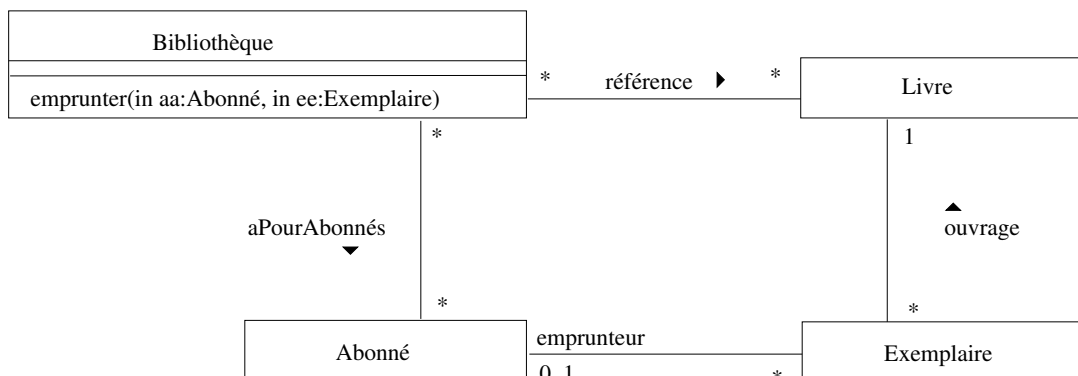 Bibliothèque
emprunter(in aa:Abonné, in ee:Exemplaire)
*
référence
*
Livre
*
1
aPourAbonnés
ouvrage
*
*
Abonné
emprunteur
0..1
*
Exemplaire